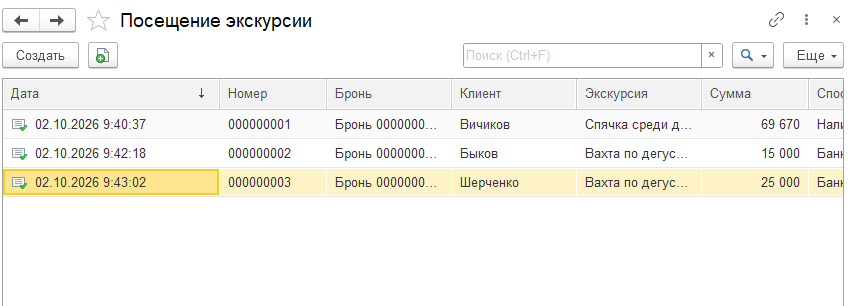 Посещение экскурсии
Создать Поиск (Ctrl+F) × Еще
Дата ↓ Номер Бронь Клиент Экскурсия Сумма Спос
02.10.2026 9:40:37 000000001 Бронь 0000000... Вичиков Спячка среди д... 69 670 Нали
02.10.2026 9:42:18 000000002 Бронь 0000000... Быков Вахта по дегус... 15 000 Банк
02.10.2026 9:43:02 000000003 Бронь 0000000... Шерченко Вахта по дегус... 25 000 Банк